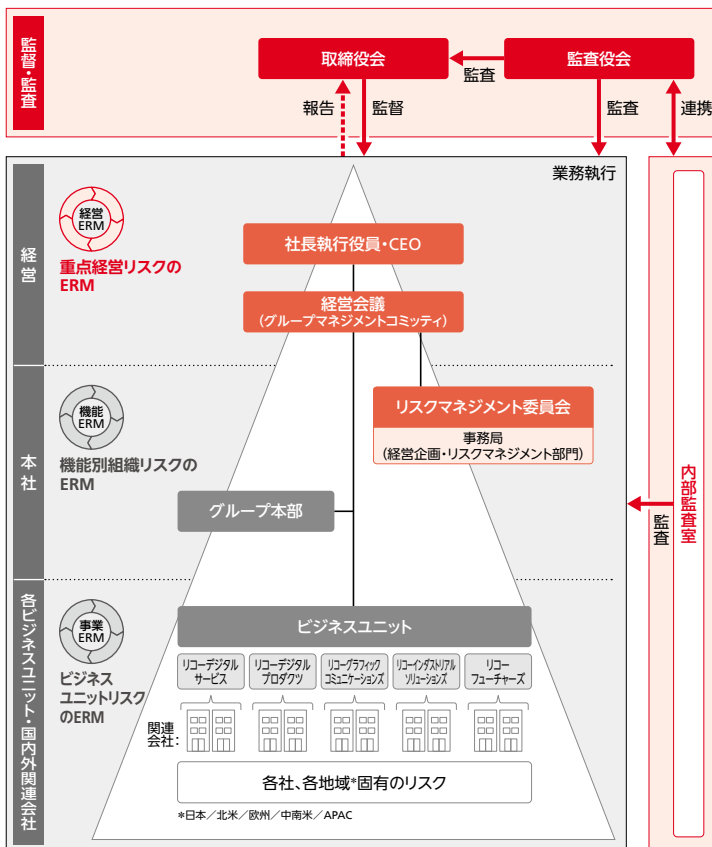 監督・監査
取締役会
監査役会
監査
報告
監督
監査
連携
業務執行
経営
経営
ERM
重点経営リスクの
ERM
社長執行役員・CEO
経営会議
(グループマネジメントコミッティ)
本社
機能
ERM
機能別組織リスクの
ERM
リスクマネジメント委員会
事務局
(経営企画・リスクマネジメント部門)
グループ本部
監査
内部監査室
各ビジネスユニット・国内外関連会社
事業
ERM
ビジネス
ユニットリスク
のERM
ビジネスユニット
リコーデジタル
サービス
リコーデジタル
プロダクツ
リコーグラフィック
コミュニケーションズ
リコーインダストリアル
ソリューションズ
リコー
フューチャーズ
関連
会社:
各社、各地域*固有のリスク
*日本/北米/欧州/中南米/APAC